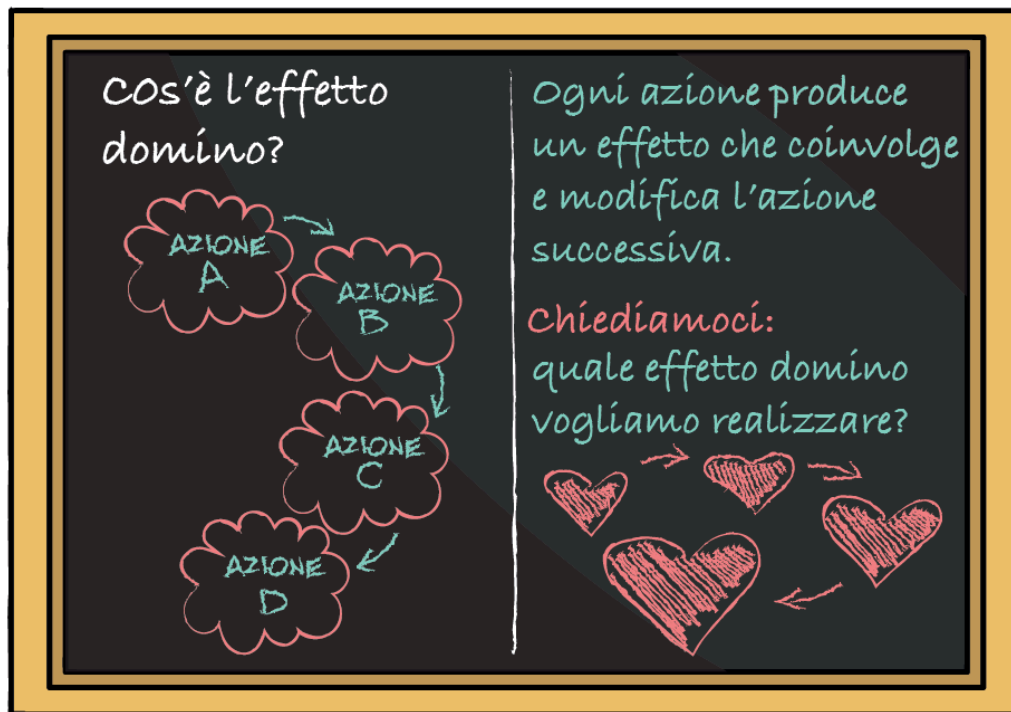 COs'è l'effetto
domino?
AZIONE
A
AZIONE
B
AZIONE
C
AZIONE
D
Ogni azione produce
un effetto che coinvolge
e modifica l'azione
successiva.
Chiediamoci:
quale effetto domino
vogliamo realizzare?